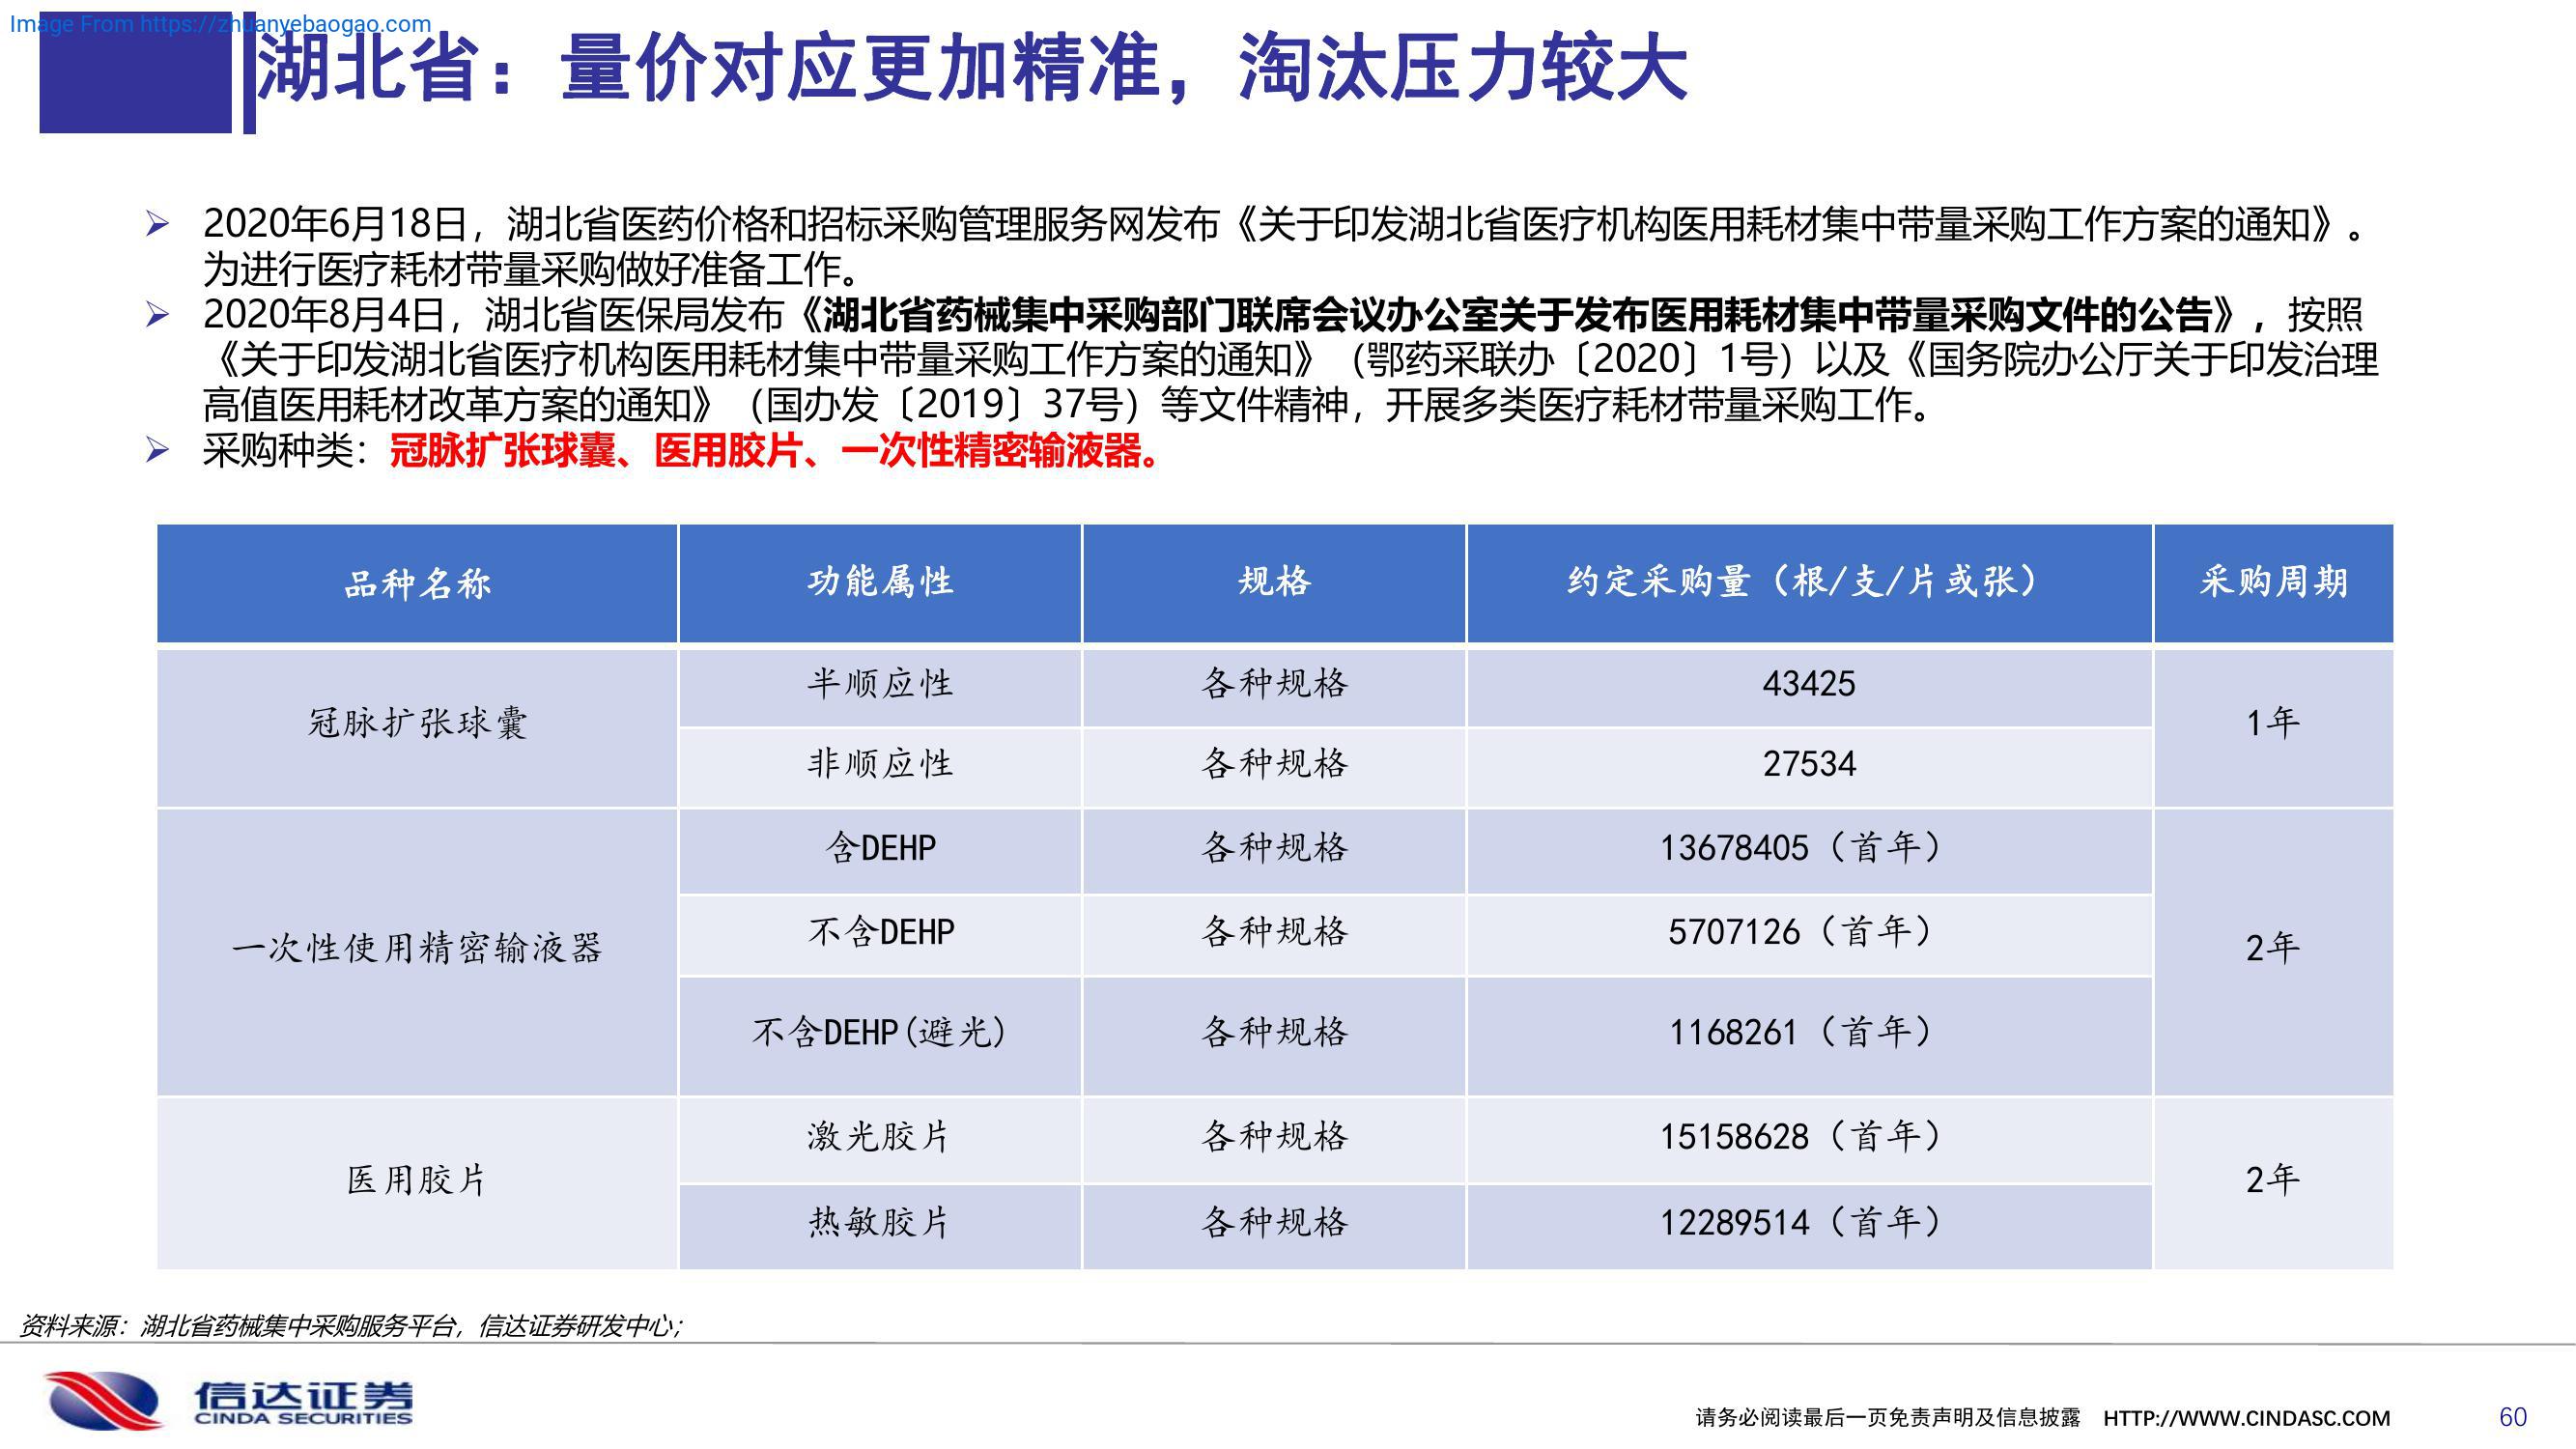 Image From https://zhuanyebaogao.com
湖北省：量价对应更加精准，淘汰压力较大
➢ 2020年6月18日，湖北省医药价格和招标采购管理服务网发布《关于印发湖北省医疗机构医用耗材集中带量采购工作方案的通知》。
为进行医疗耗材带量采购做好准备工作。
➢ 2020年8月4日，湖北省医保局发布《湖北省药械集中采购部门联席会议办公室关于发布医用耗材集中带量采购文件的公告》，按照
《关于印发湖北省医疗机构医用耗材集中带量采购工作方案的通知》（鄂药采联办〔2020〕1号）以及《国务院办公厅关于印发治理
高值医用耗材改革方案的通知》（国办发〔2019〕37号）等文件精神，开展多类医疗耗材带量采购工作。
➢ 采购种类：冠脉扩张球囊、医用胶片、一次性精密输液器。
品种名称 功能属性 规格 约定采购量（根/支/片或张） 采购周期
冠脉扩张球囊 半顺应性 各种规格 43425 1年
非顺应性 各种规格 27534
一次性使用精密输液器 含DEHP 各种规格 13678405（首年） 2年
不含DEHP 各种规格 5707126（首年）
不含DEHP(避光) 各种规格 1168261（首年）
医用胶片 激光胶片 各种规格 15158628（首年） 2年
热敏胶片 各种规格 12289514（首年）
资料来源：湖北省药械集中采购服务平台，信达证券研发中心；
信达证券
CINDA SECURITIES
请务必阅读最后一页免责声明及信息披露 HTTP://WWW.CINDASC.COM 60